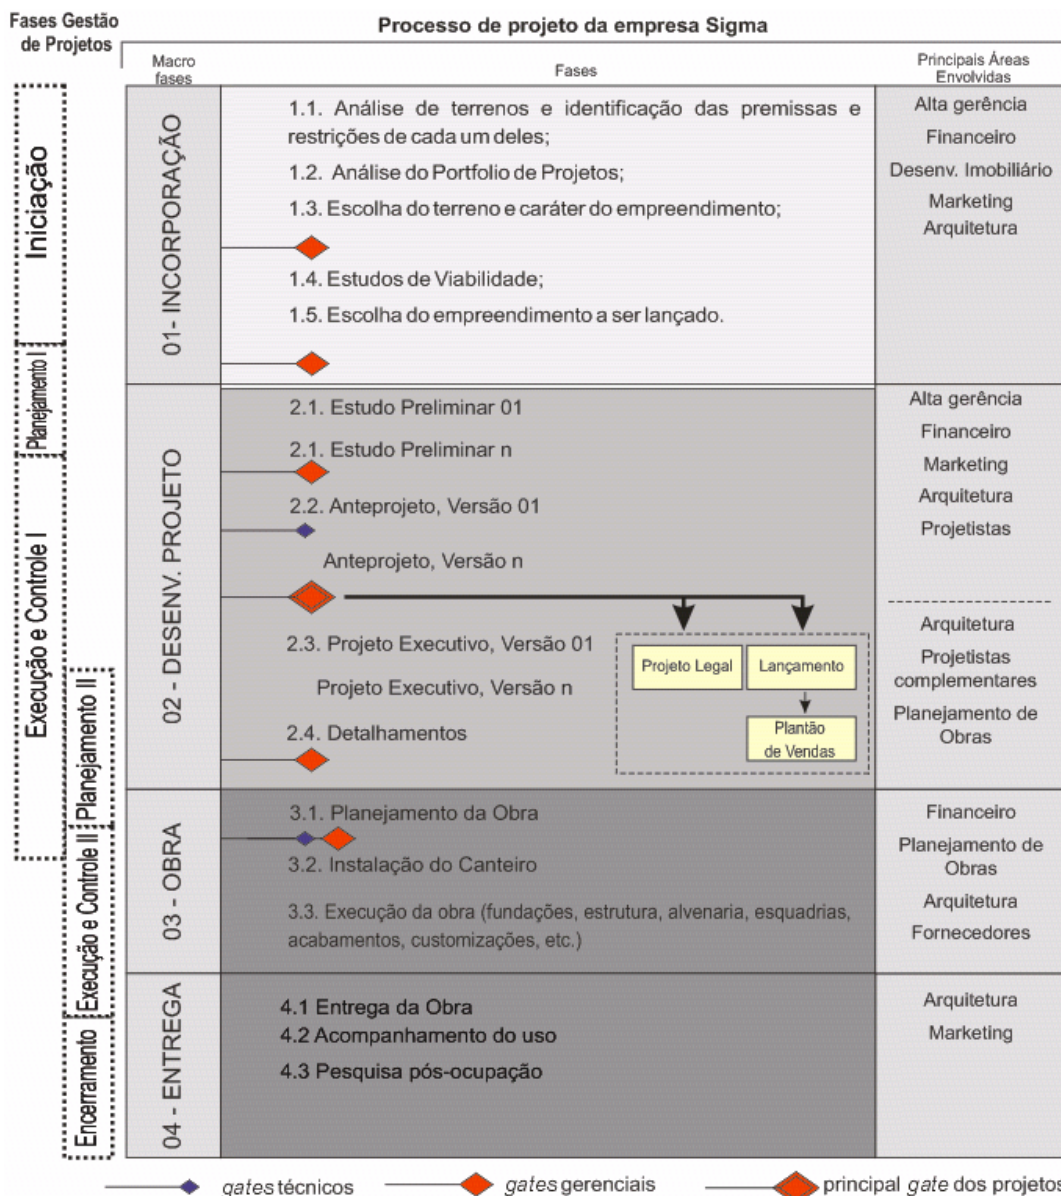 Fases Gestão
de Projetos
Processo de projeto da empresa Sigma
Macro
fases
Fases
Principais Áreas
Envolvidas
Iniciação
Planejamento I
Execução e Controle I
Planejamento II
Execução e Controle II
Encerramento
01- INCORPORAÇÃO
1.1. Análise de terrenos e identificação das premissas e
restrições de cada um deles;
1.2. Análise do Portfolio de Projetos;
1.3. Escolha do terreno e caráter do empreendimento;
1.4. Estudos de Viabilidade;
1.5. Escolha do empreendimento a ser lançado.
Alta gerência
Financeiro
Desenv. Imobiliário
Marketing
Arquitetura
02 - DESENV. PROJETO
2.1. Estudo Preliminar 01
2.1. Estudo Preliminar n
2.2. Anteprojeto, Versão 01
Anteprojeto, Versão n
2.3. Projeto Executivo, Versão 01
Projeto Executivo, Versão n
2.4. Detalhamentos
Projeto Legal
Lançamento
Plantão
de Vendas
Alta gerência
Financeiro
Marketing
Arquitetura
Projetistas
Arquitetura
Projetistas
complementares
Planejamento de
Obras
03 - OBRA
3.1. Planejamento da Obra
3.2. Instalação do Canteiro
3.3. Execução da obra (fundações, estrutura, alvenaria, esquadrias,
acabamentos, customizações, etc.)
Financeiro
Planejamento de
Obras
Arquitetura
Fornecedores
04 - ENTREGA
4.1 Entrega da Obra
4.2 Acompanhamento do uso
4.3 Pesquisa pós-ocupação
Arquitetura
Marketing
gates técnicos
gates gerenciais
principal gate dos projetos